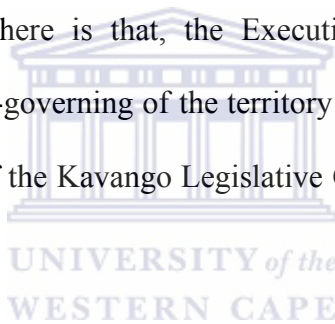 here is that, the Executi
-governing of the territory
f the Kavango Legislative
UNIVERSITY of the
WESTERN CAPE